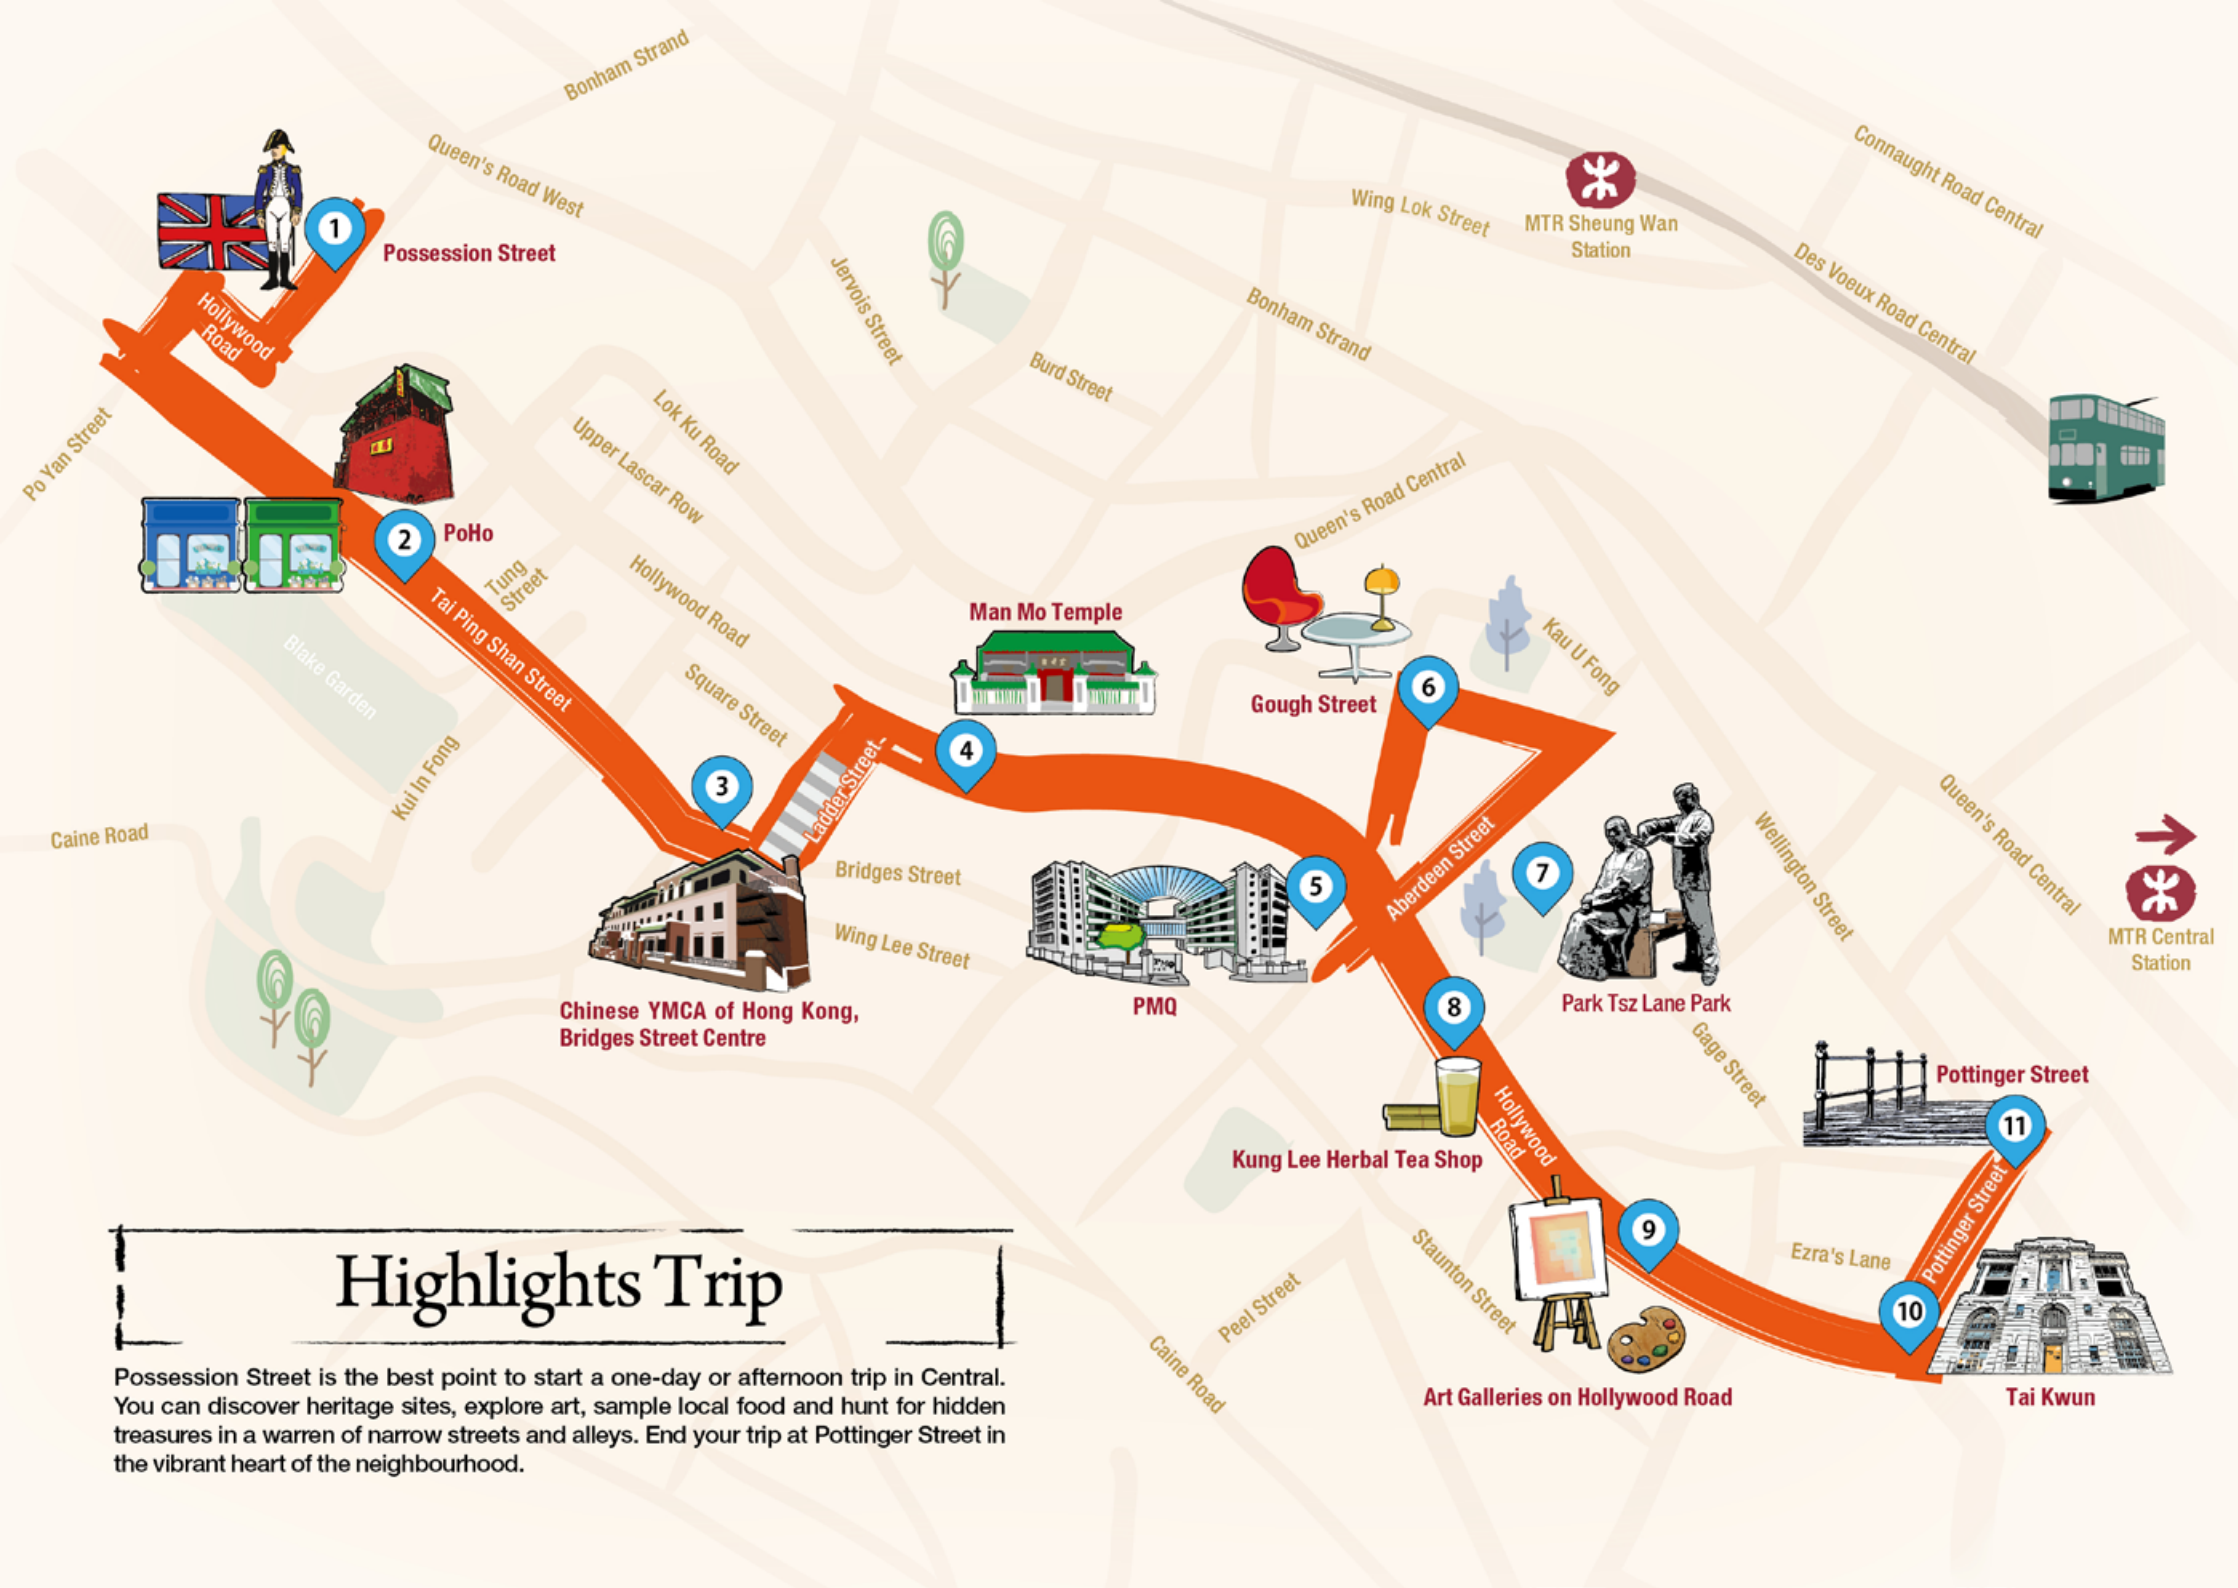 Bonham Strand
Queen's Road West
Connaught Road Central
Wing Lok Street
MTR Sheung Wan
Station
1
Possession Street
Des Voeux Road Central
Jervois Street
Bonham Strand
Hollywood
Road
Burd Street
Po Yan Street
Lok Ku Road
Upper Lascar Row
Queen's Road Central
2
PoHo
Tung
Street
Hollywood Road
Tai Ping Shan Street
Man Mo Temple
Blake Garden
Square Street
Kau U Fong
6
Gough Street
4
Kui In Fong
3
Ladder Street
Caine Road
Bridges Street
Aberdeen Street
5
7
Wellington Street
Queen's Road Central
Wing Lee Street
PMQ
MTR Central
Station
Chinese YMCA of Hong Kong,
Bridges Street Centre
PMQ
8
Park Tsz Lane Park
Gage Street
Pottinger Street
11
Hollywood
Road
Kung Lee Herbal Tea Shop
Pottinger Street
9
Ezra's Lane
10
Staunton Street
Peel Street
Caine Road
Art Galleries on Hollywood Road
Tai Kwun
Highlights Trip
Possession Street is the best point to start a one-day or afternoon trip in Central.
You can discover heritage sites, explore art, sample local food and hunt for hidden
treasures in a warren of narrow streets and alleys. End your trip at Pottinger Street in
the vibrant heart of the neighbourhood.